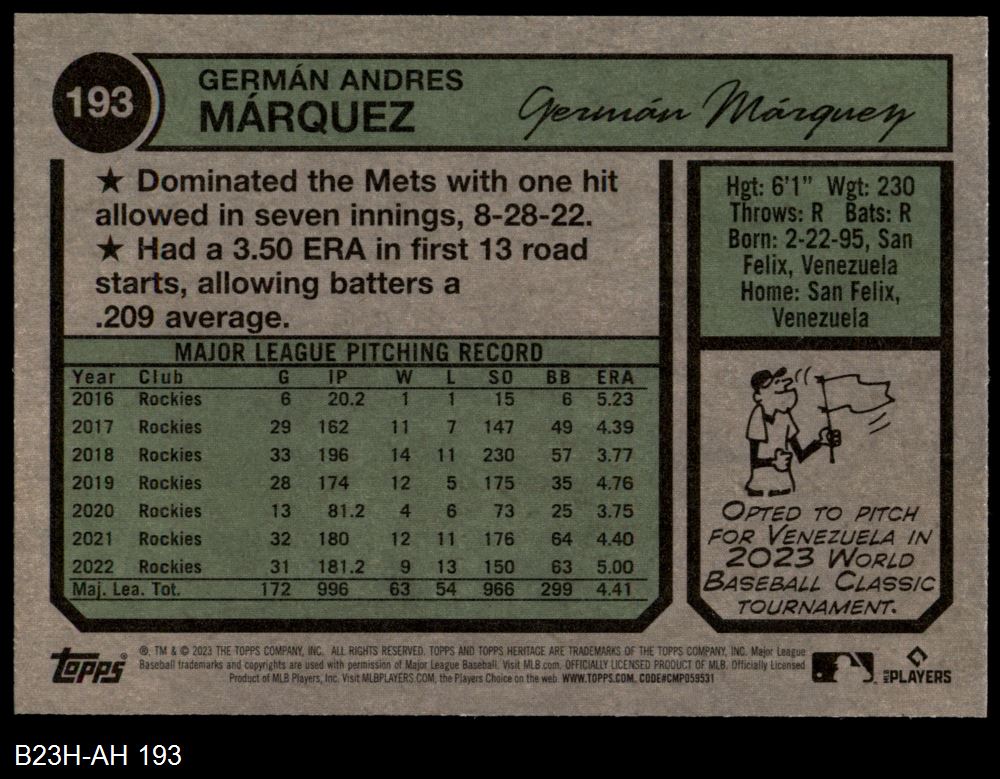 193
GERMÁN ANDRES
MÁRQUEZ
Germán Márquez
★ Dominated the Mets with one hit
allowed in seven innings, 8-28-22.
★ Had a 3.50 ERA in first 13 road
starts, allowing batters a
.209 average.
Hgt: 6'1" Wgt: 230
Throws: R Bats: R
Born: 2-22-95, San
Felix, Venezuela
Home: San Felix,
Venezuela
MAJOR LEAGUE PITCHING RECORD
Year Club G IP W L SO BB ERA
2016 Rockies 6 20.2 1 1 15 6 5.23
2017 Rockies 29 162 11 7 147 49 4.39
2018 Rockies 33 196 14 11 230 57 3.77
2019 Rockies 28 174 12 5 175 35 4.76
2020 Rockies 13 81.2 4 6 73 25 3.75
2021 Rockies 32 180 12 11 176 64 4.40
2022 Rockies 31 181.2 9 13 150 63 5.00
Maj. Lea. Tot. 172 996 63 54 966 299 4.41
OPTED TO PITCH
FOR VENEZUELA IN
2023 WORLD
BASEBALL CLASSIC
TOURNAMENT.
topps
®, TM & © 2023 THE TOPPS COMPANY, INC. ALL RIGHTS RESERVED. TOPPS AND TOPPS HERITAGE ARE TRADEMARKS OF THE TOPPS COMPANY, INC. Major League
Baseball trademarks and copyrights are used with permission of Major League Baseball. Visit MLB.com. OFFICIALLY LICENSED PRODUCT OF MLB. Officially Licensed
Product of MLB Players, Inc. Visit MLBPLAYERS.COM, the Players Choice on the web. WWW.TOPPS.COM. CODE#CMP059531
MLB PLAYERS
B23H-AH 193